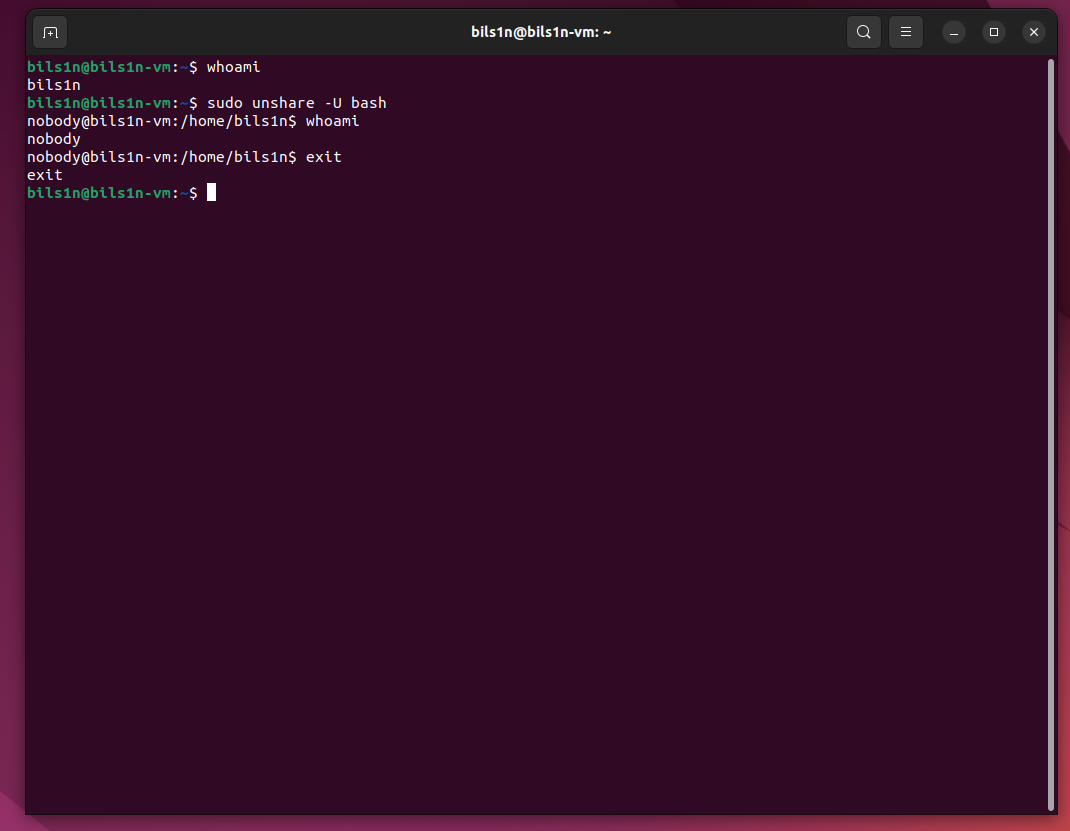 bils1n@bils1n-vm: ~
bils1n@bils1n-vm:~$ whoami
bils1n
bils1n@bils1n-vm:~$ sudo unshare -U bash
nobody@bils1n-vm:/home/bils1n$ whoami
nobody
nobody@bils1n-vm:/home/bils1n$ exit
exit
bils1n@bils1n-vm:~$